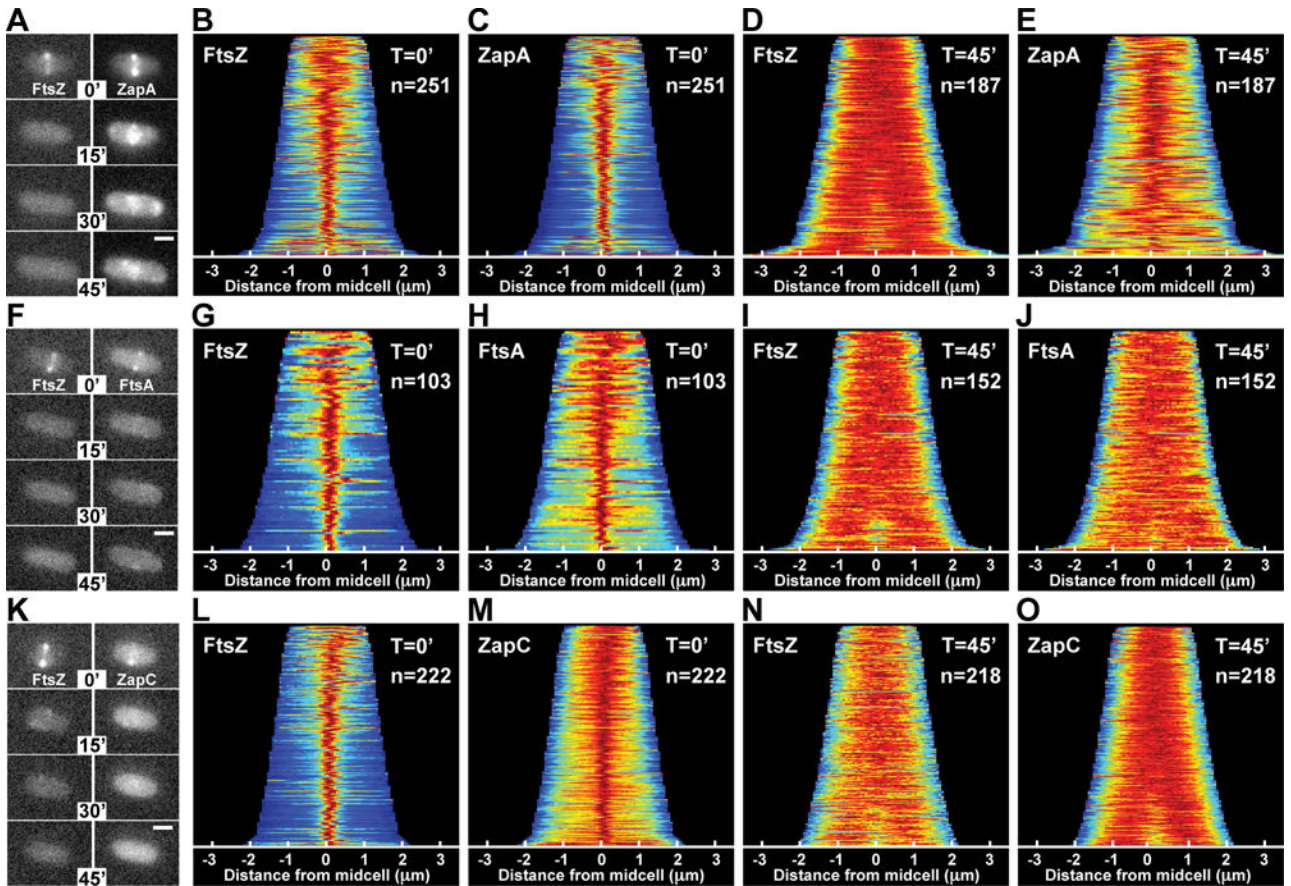 A
FtsZ
ZapA
0'
15'
30'
45'
B
FtsZ
T=0'
n=251
-3 -2 -1 0 1 2 3
Distance from midcell (µm)
C
ZapA
T=0'
n=251
-3 -2 -1 0 1 2 3
Distance from midcell (µm)
D
FtsZ
T=45'
n=187
-3 -2 -1 0 1 2 3
Distance from midcell (µm)
E
ZapA
T=45'
n=187
-3 -2 -1 0 1 2 3
Distance from midcell (µm)
F
FtsZ
FtsA
0'
15'
30'
45'
G
FtsZ
T=0'
n=103
-3 -2 -1 0 1 2 3
Distance from midcell (µm)
H
FtsA
T=0'
n=103
-3 -2 -1 0 1 2 3
Distance from midcell (µm)
I
FtsZ
T=45'
n=152
-3 -2 -1 0 1 2 3
Distance from midcell (µm)
J
FtsA
T=45'
n=152
-3 -2 -1 0 1 2 3
Distance from midcell (µm)
K
FtsZ
ZapC
0'
15'
30'
45'
L
FtsZ
T=0'
n=222
-3 -2 -1 0 1 2 3
Distance from midcell (µm)
M
ZapC
T=0'
n=222
-3 -2 -1 0 1 2 3
Distance from midcell (µm)
N
FtsZ
T=45'
n=218
-3 -2 -1 0 1 2 3
Distance from midcell (µm)
O
ZapC
T=45'
n=218
-3 -2 -1 0 1 2 3
Distance from midcell (µm)